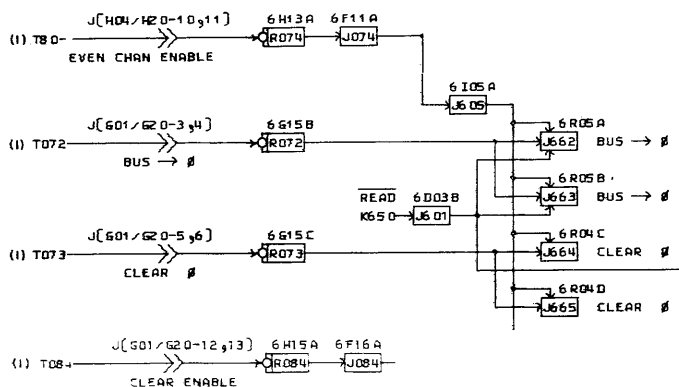 J[H04/H20-10,11] 6H13A 6F11A
(1) T80- R074 J074
EVEN CHAN ENABLE
6I05A
J605
J[G01/G20-3,4] 6G15B 6R05A
(1) T072 R072 J662 BUS → Ø
BUS → Ø
6R05B
READ 6D03B J663 BUS → Ø
K650 J601
J[G01/G20-5,6] 6G15C 6R04C
(1) T073 R073 J664 CLEAR Ø
CLEAR Ø
6R04D
J665 CLEAR Ø
J[G01/G20-12,13] 6H15A 6F16A
(1) T084 R084 J084
CLEAR ENABLE